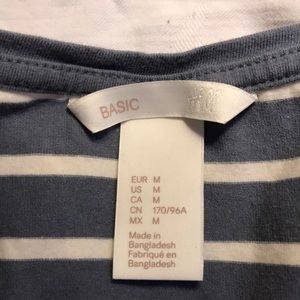 BASIC
H&M
EUR M
US M
CA M
CN 170/96A
MX M
Made in
Bangladesh
Fabriqué en
Bangladesh